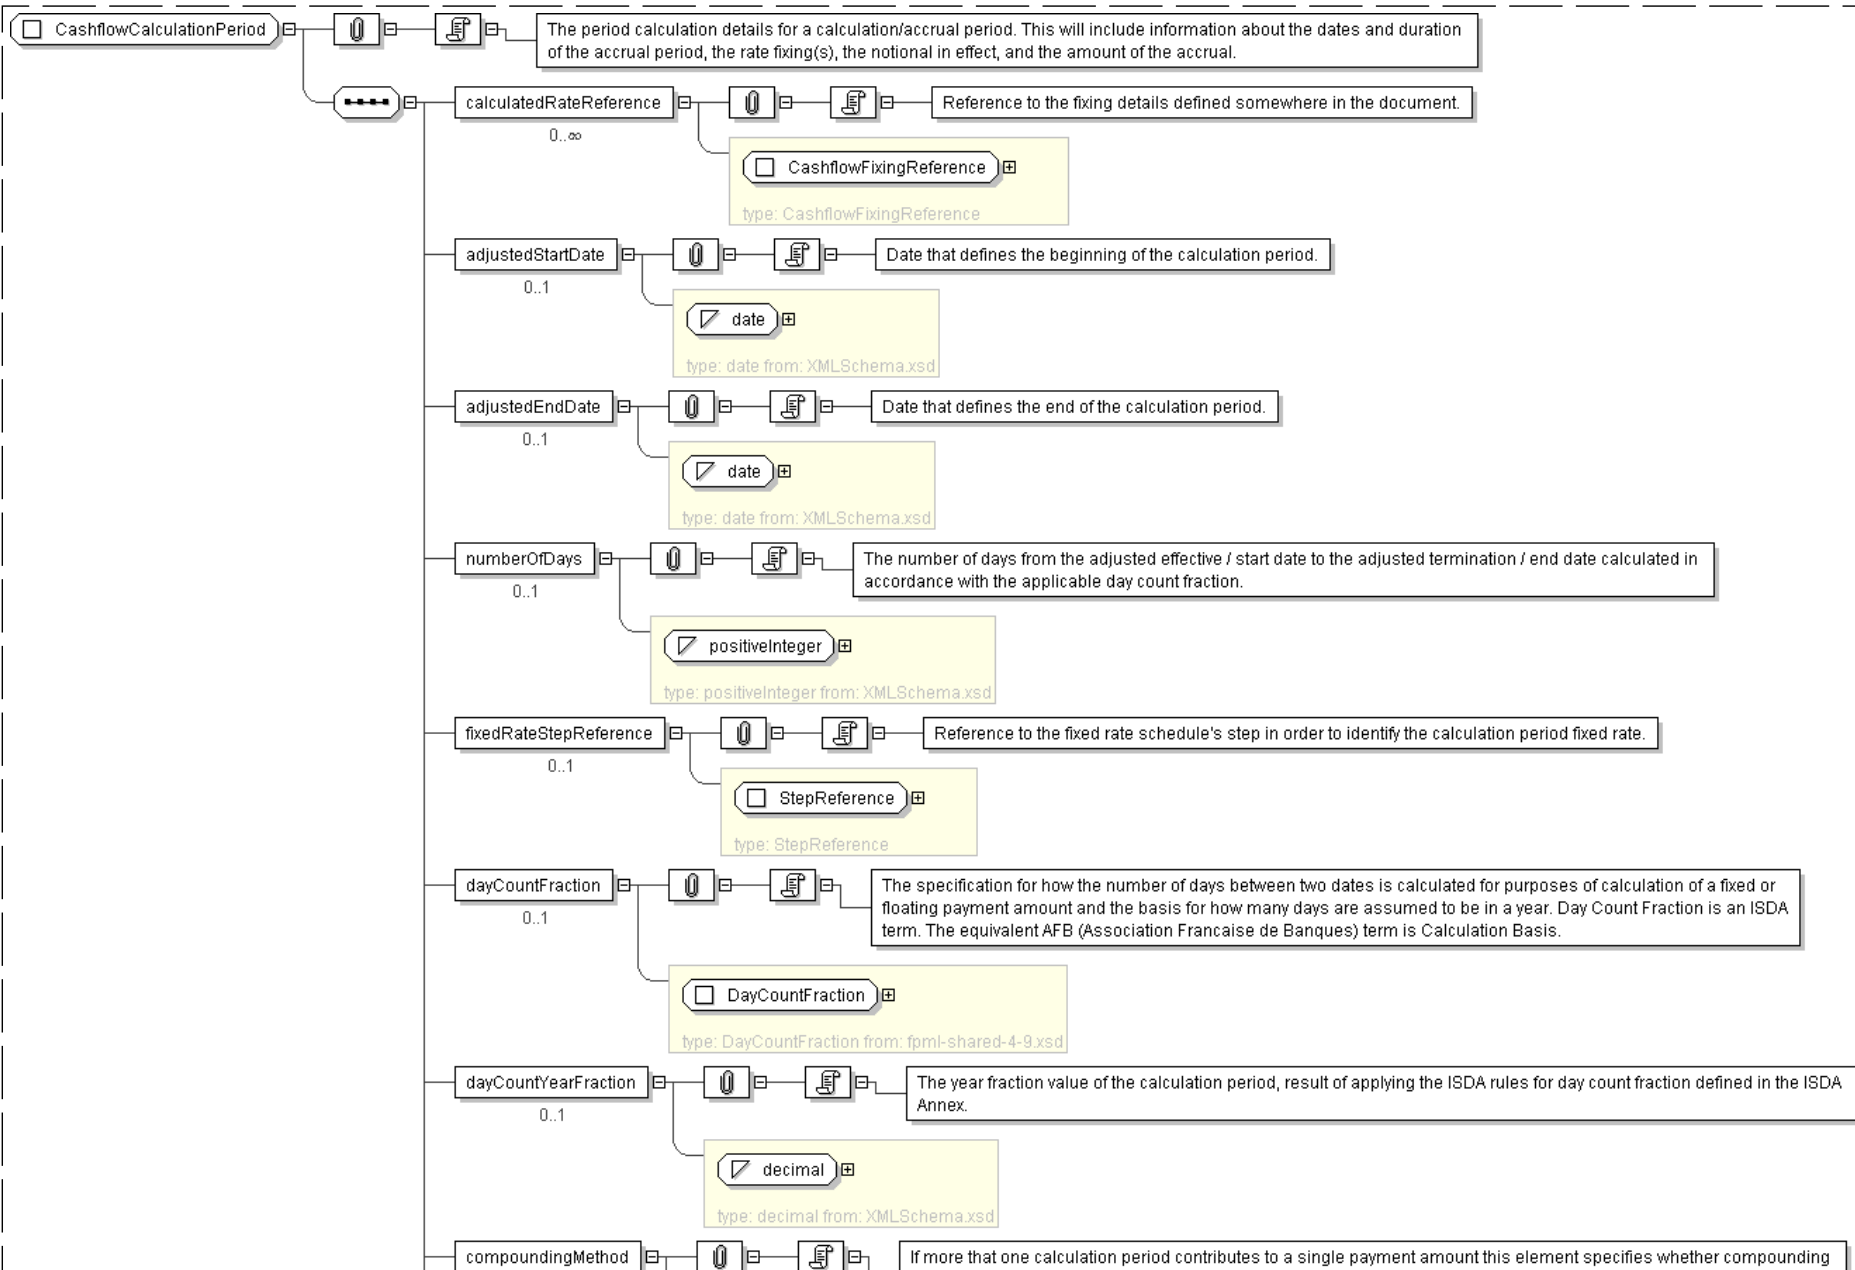 CashflowCalculationPeriod
The period calculation details for a calculation/accrual period. This will include information about the dates and duration
of the accrual period, the rate fixing(s), the notional in effect, and the amount of the accrual.
calculatedRateReference
Reference to the fixing details defined somewhere in the document.
0..∞
CashflowFixingReference
type: CashflowFixingReference
adjustedStartDate
Date that defines the beginning of the calculation period.
0..1
date
type: date from: XMLSchema.xsd
adjustedEndDate
Date that defines the end of the calculation period.
0..1
date
type: date from: XMLSchema.xsd
numberOfDays
The number of days from the adjusted effective / start date to the adjusted termination / end date calculated in
accordance with the applicable day count fraction.
0..1
positiveInteger
type: positiveInteger from: XMLSchema.xsd
fixedRateStepReference
Reference to the fixed rate schedule's step in order to identify the calculation period fixed rate.
0..1
StepReference
type: StepReference
dayCountFraction
The specification for how the number of days between two dates is calculated for purposes of calculation of a fixed or
floating payment amount and the basis for how many days are assumed to be in a year. Day Count Fraction is an ISDA
term. The equivalent AFB (Association Francaise de Banques) term is Calculation Basis.
0..1
DayCountFraction
type: DayCountFraction from: fpml-shared-4-9.xsd
dayCountYearFraction
The year fraction value of the calculation period, result of applying the ISDA rules for day count fraction defined in the ISDA
Annex.
0..1
decimal
type: decimal from: XMLSchema.xsd
compoundingMethod
If more that one calculation period contributes to a single payment amount this element specifies whether compounding